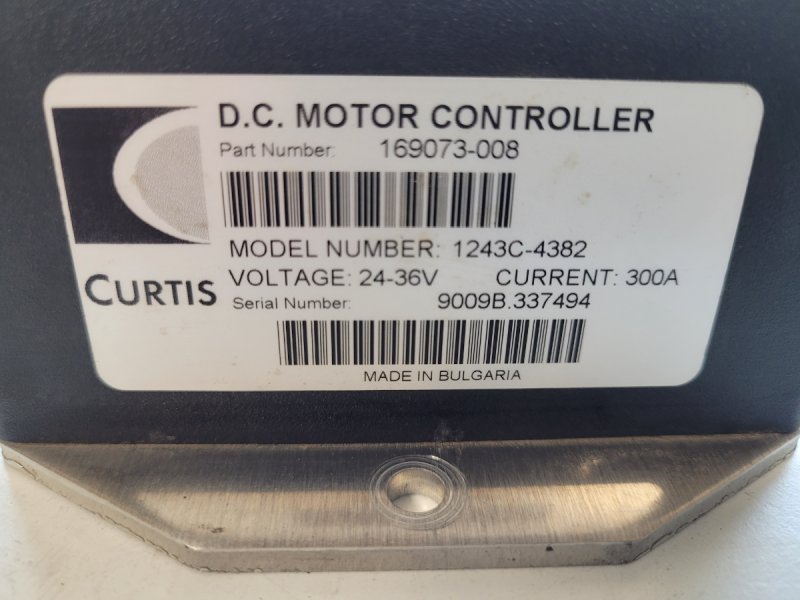 D.C. MOTOR CONTROLLER
Part Number: 169073-008
MODEL NUMBER: 1243C-4382
VOLTAGE: 24-36V CURRENT: 300A
CURTIS
Serial Number: 9009B.337494
MADE IN BULGARIA